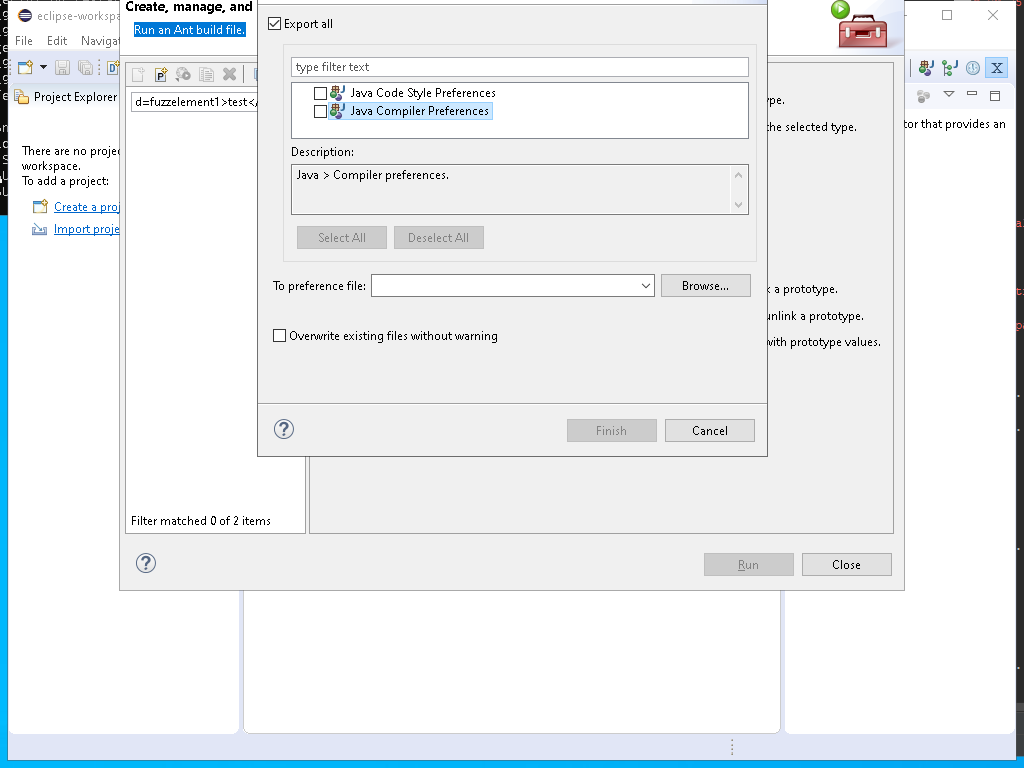 eclipse-workspa
Create, manage, and
Run an Ant build file.
File Edit Navigat
Project Explorer
There are no projec
workspace.
To add a project:
Create a proj
Import proje
d=fuzzelement1>test</
Filter matched 0 of 2 items
Export all
type filter text
Java Code Style Preferences
Java Compiler Preferences
Description:
Java > Compiler preferences.
Select All
Deselect All
To preference file:
Browse...
Overwrite existing files without warning
Finish
Cancel
ype.
the selected type.
k a prototype.
unlink a prototype.
with prototype values.
tor that provides an
Run
Close